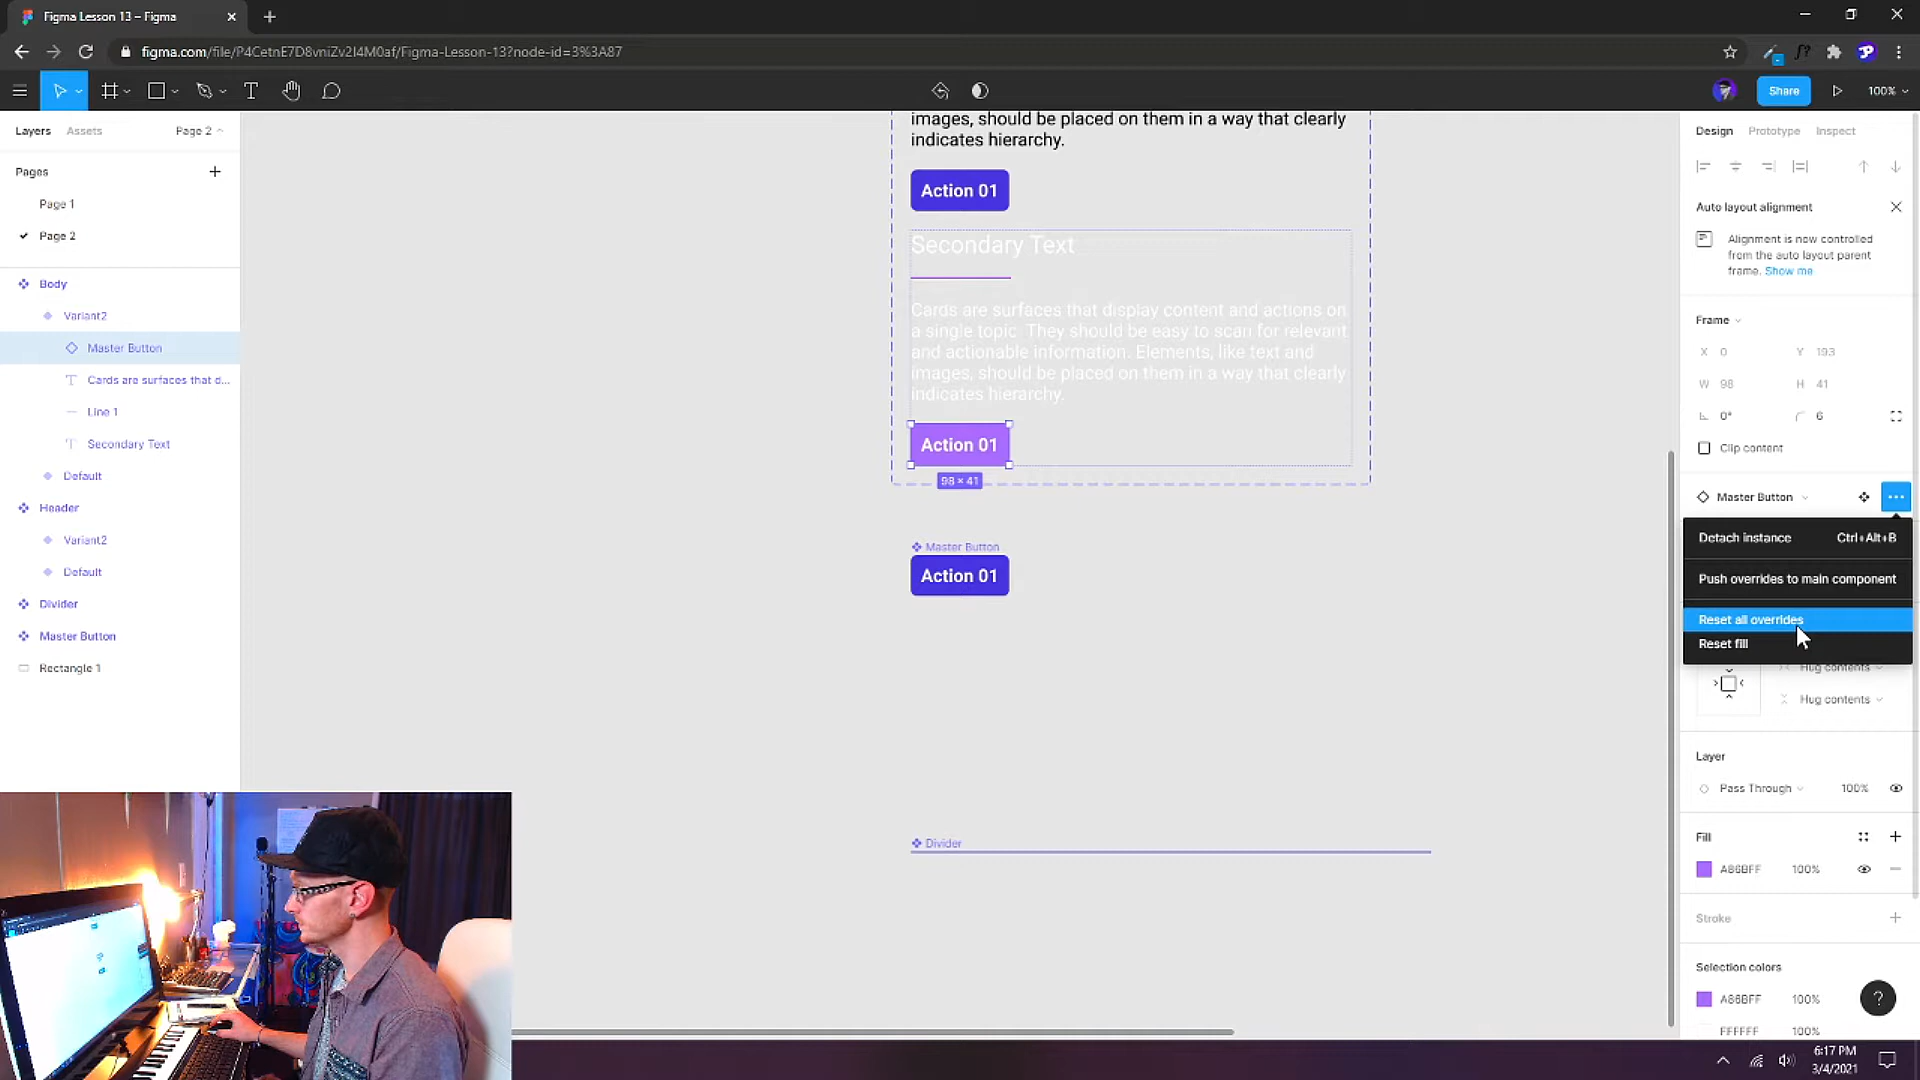 Figma Lesson 13 – Figma
figma.com/file/P4CetnE7D8vniZv2I4M0af/Figma-Lesson-13?node-id=3%3A87
Share
100%
Layers
Assets
Page 2
Pages
Page 1
Page 2
Body
Variant2
Master Button
Cards are surfaces that d...
Line 1
Secondary Text
Default
Header
Variant2
Default
Divider
Master Button
Rectangle 1
images, should be placed on them in a way that clearly
indicates hierarchy.
Action 01
Secondary Text
Cards are surfaces that display content and actions on
a single topic. They should be easy to scan for relevant
and actionable information. Elements, like text and
images, should be placed on them in a way that clearly
indicates hierarchy.
Action 01
98 × 41
Master Button
Action 01
Divider
Design
Prototype
Inspect
Auto layout alignment
Alignment is now controlled
from the auto layout parent
frame. Show me
Frame
X 0
Y 193
W 98
H 41
0°
6
Clip content
Master Button
Detach instance Ctrl+Alt+B
Push overrides to main component
Reset all overrides
Reset fill
Hug contents
Hug contents
Layer
Pass Through 100%
Fill
A86BFF 100%
Stroke
Selection colors
A86BFF 100%
FFFFFF 100%
?
6:17 PM
3/4/2021